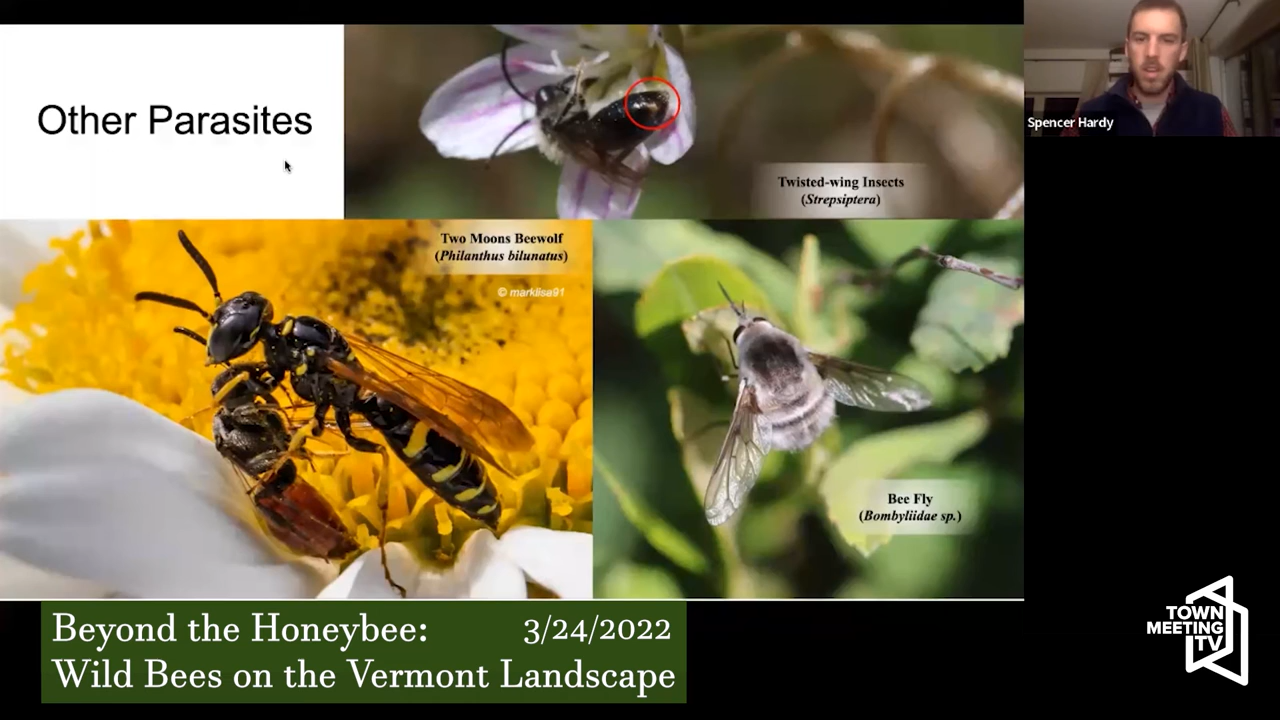 Other Parasites
Twisted-wing Insects
(Strepsiptera)
Spencer Hardy
Two Moons Beewolf
(Philanthus bilunatus)
© marklisa91
Bee Fly
(Bombyliidae sp.)
Beyond the Honeybee: 3/24/2022
Wild Bees on the Vermont Landscape
TOWN
MEETING
TV